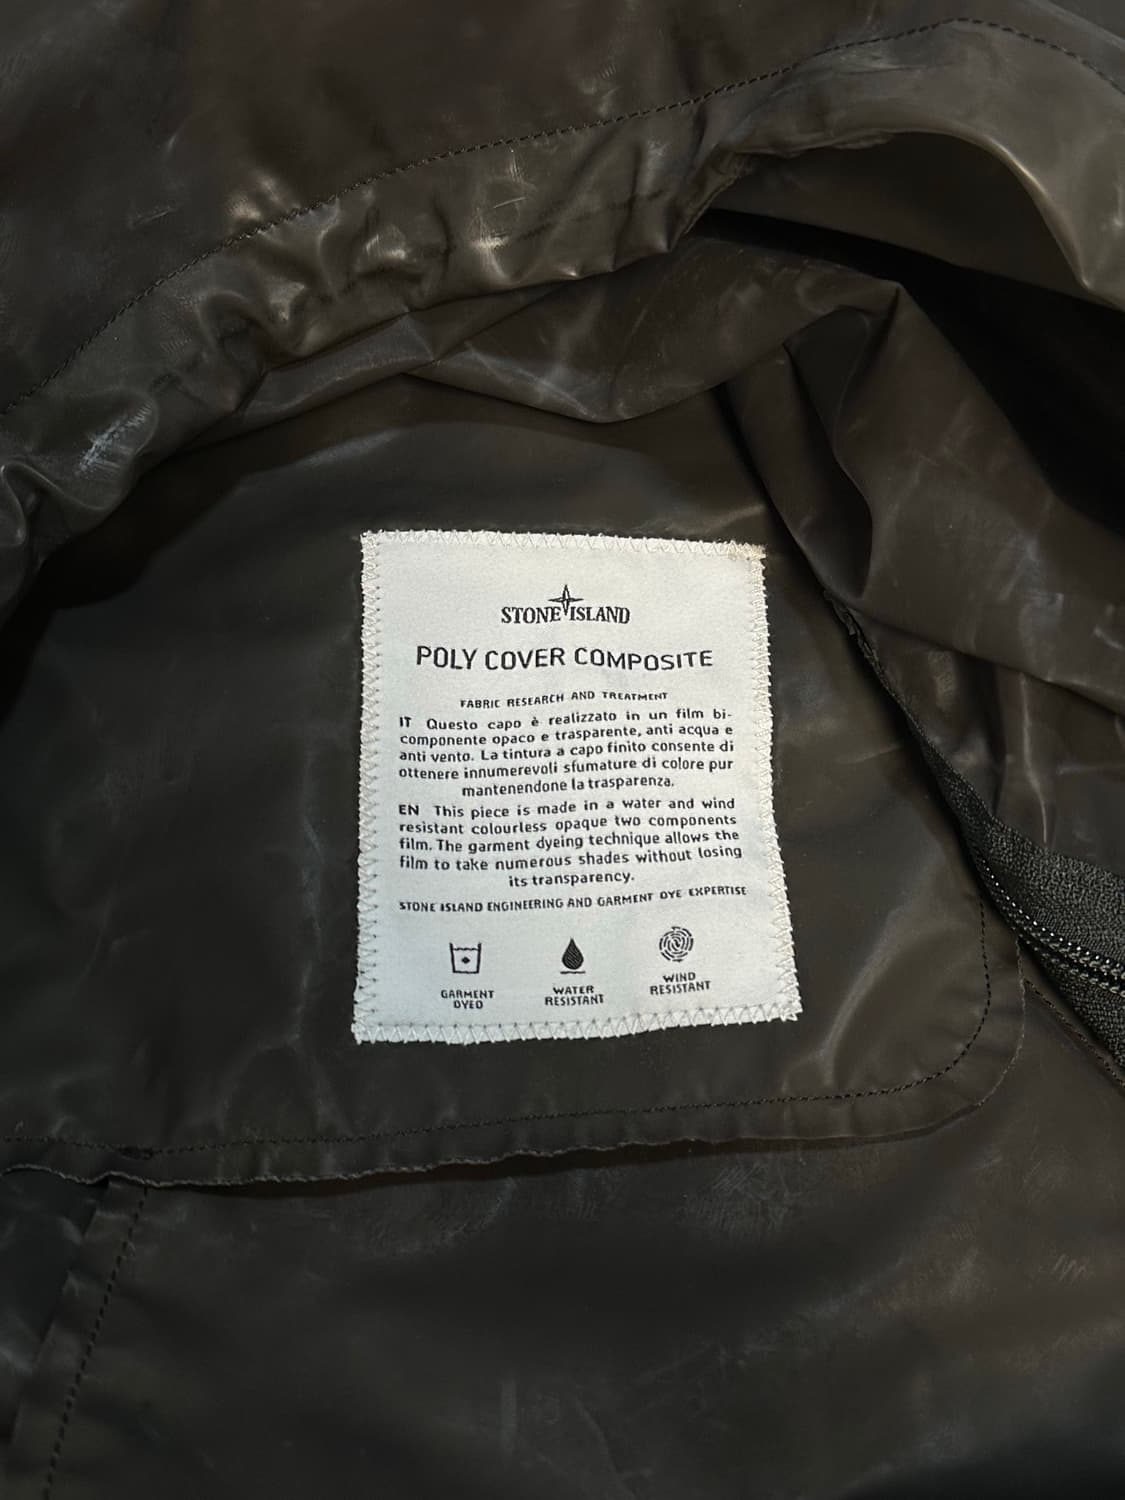 STONE ISLAND
POLY COVER COMPOSITE
FABRIC RESEARCH AND TREATMENT
IT Questo capo è realizzato in un film bi-
componente opaco e trasparente, anti acqua e
anti vento. La tintura a capo finito consente di
ottenere innumerevoli sfumature di colore pur
mantenendone la trasparenza.
EN This piece is made in a water and wind
resistant colourless opaque two components
film. The garment dyeing technique allows the
film to take numerous shades without losing
its transparency.
STONE ISLAND ENGINEERING AND GARMENT DYE EXPERTISE
GARMENT
DYED
WATER
RESISTANT
WIND
RESISTANT